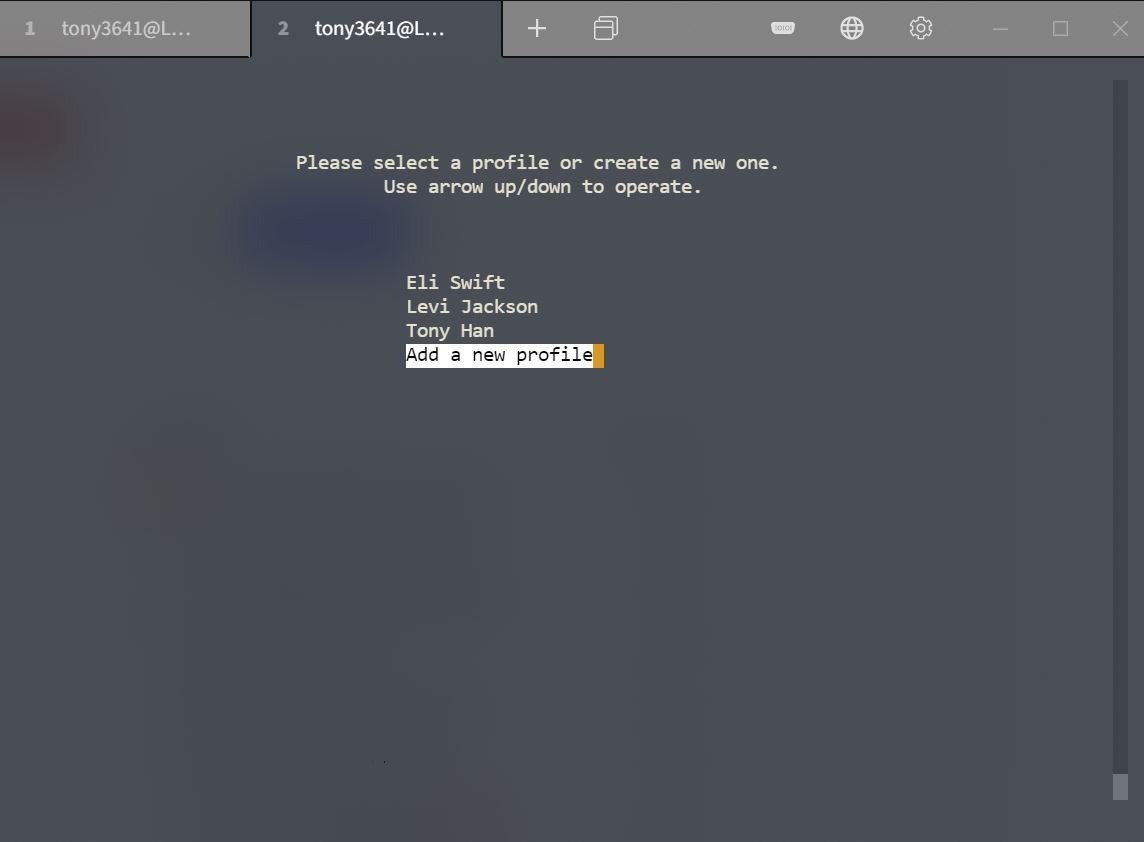 1 tony3641@L...
2 tony3641@L...
Please select a profile or create a new one.
Use arrow up/down to operate.
Eli Swift
Levi Jackson
Tony Han
Add a new profile